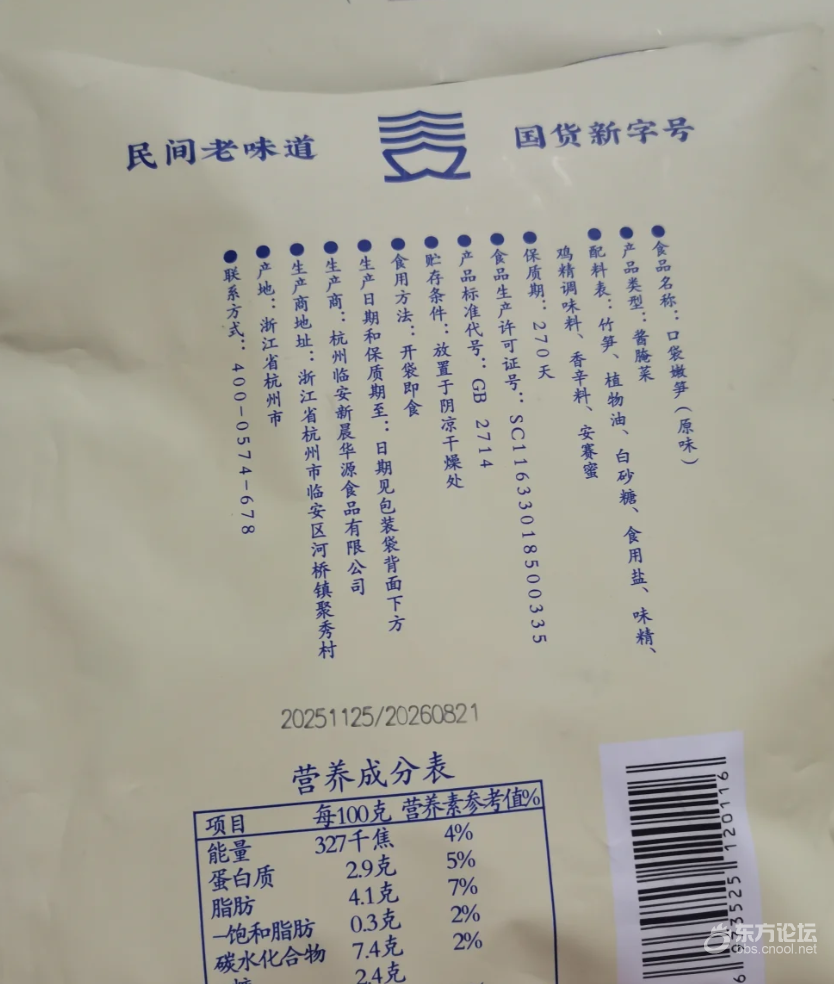 民间老味道
国货新字号
●食品名称：口袋嫩笋（原味）
●产品类型：酱腌菜
●配料表：竹笋、植物油、白砂糖、食用盐、味精、
鸡精调味料、香辛料、安赛蜜
●保质期：270天
●食品生产许可证号：SC11633018500335
●产品标准代号：GB 2714
●贮存条件：放置于阴凉干燥处
●食用方法：开袋即食
●生产日期和保质期至：日期见包装袋背面下方
●生产商：杭州临安新晨华源食品有限公司
●生产商地址：浙江省杭州市临安区河桥镇聚秀村
●产地：浙江省杭州市
●联系方式：400-0574-678
20251125/20260821
营养成分表
项目 每100克 营养素参考值%
能量 327千焦 4%
蛋白质 2.9克 5%
脂肪 4.1克 7%
-饱和脂肪 0.3克 2%
碳水化合物 7.4克 2%
2.4克
120116
东方论坛
bbs.cnool.net